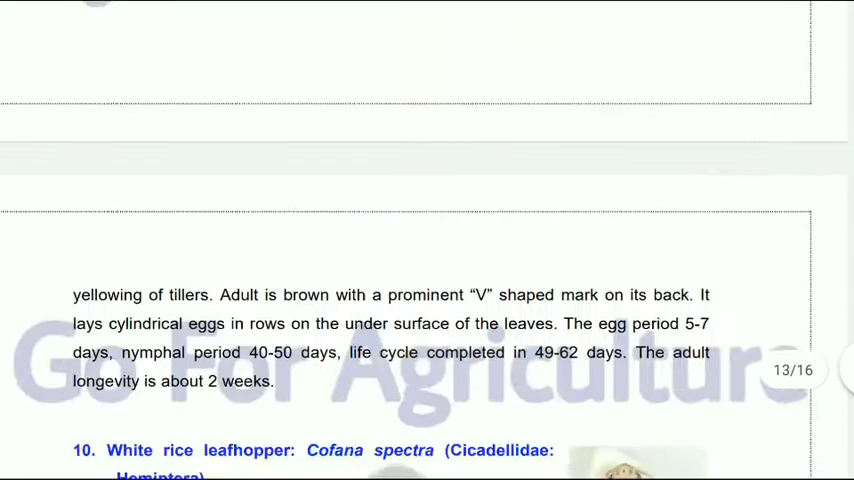 yellowing of tillers. Adult is brown with a prominent “V” shaped mark on its back. It
lays cylindrical eggs in rows on the under surface of the leaves. The egg period 5-7
days, nymphal period 40-50 days, life cycle completed in 49-62 days. The adult
longevity is about 2 weeks.
Go For Agriculture
13/16
10. White rice leafhopper: Cofana spectra (Cicadellidae:
Hemiptera)